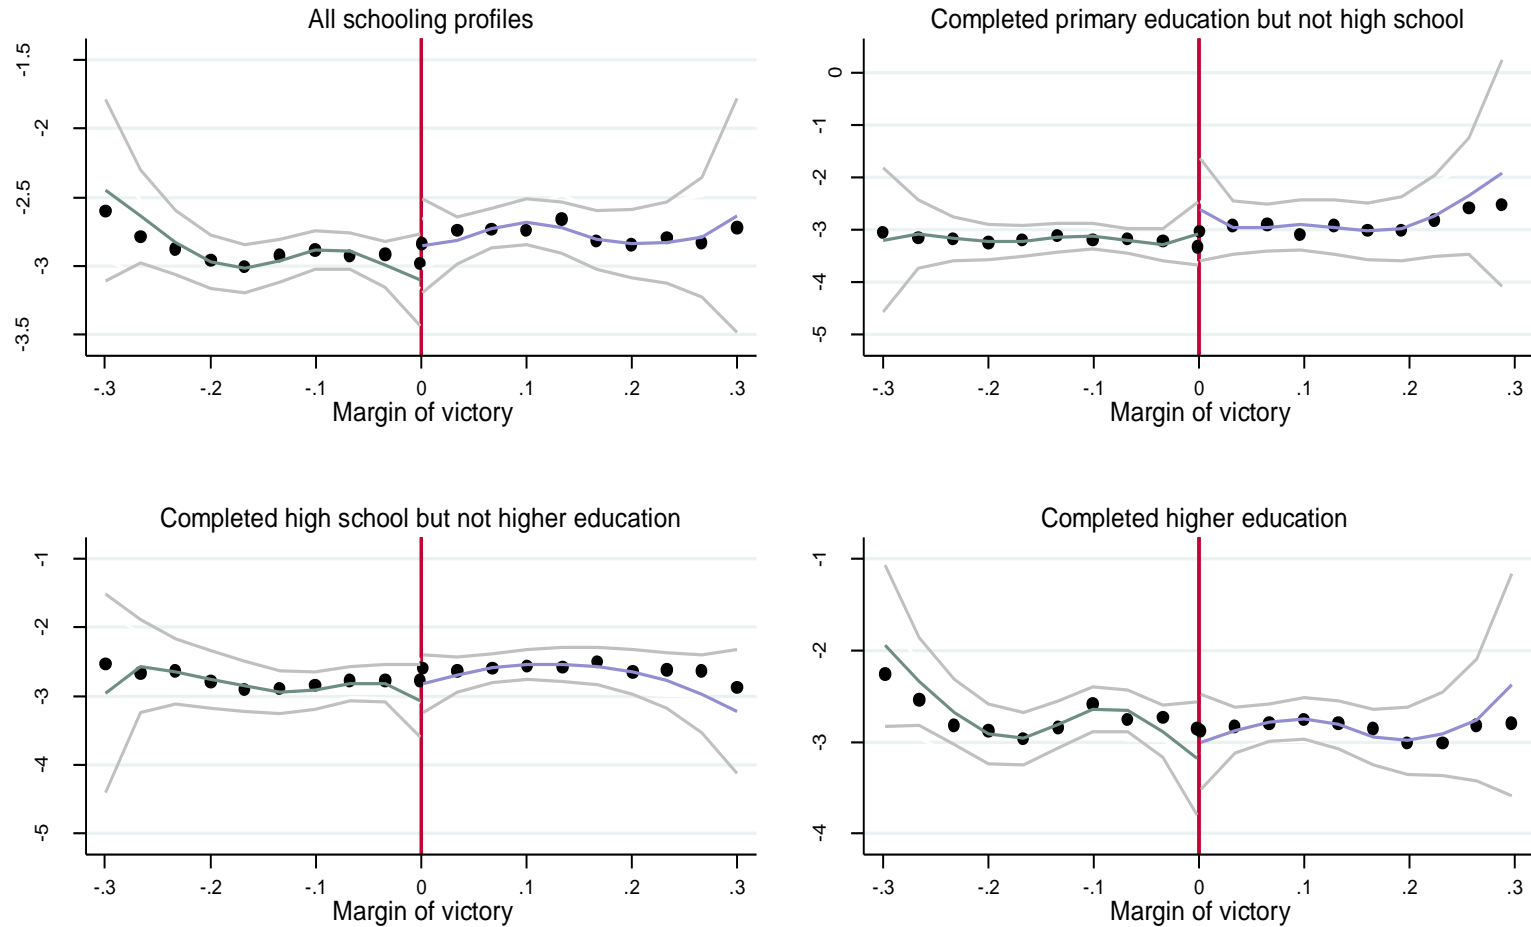 All schooling profiles
-1.5
-2
-2.5
-3
-3.5
-.3 -.2 -.1 0 .1 .2 .3
Margin of victory
Completed primary education but not high school
0
-1
-2
-3
-4
-5
-.3 -.2 -.1 0 .1 .2 .3
Margin of victory
Completed high school but not higher education
-1
-2
-3
-4
-5
-.3 -.2 -.1 0 .1 .2 .3
Margin of victory
Completed higher education
-1
-2
-3
-4
-.3 -.2 -.1 0 .1 .2 .3
Margin of victory